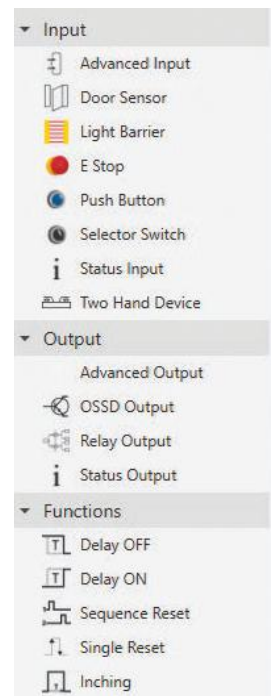 Input
Advanced Input
Door Sensor
Light Barrier
E Stop
Push Button
Selector Switch
i Status Input
Two Hand Device
Output
Advanced Output
OSSD Output
Relay Output
i Status Output
Functions
T Delay OFF
T Delay ON
Sequence Reset
Single Reset
Inching